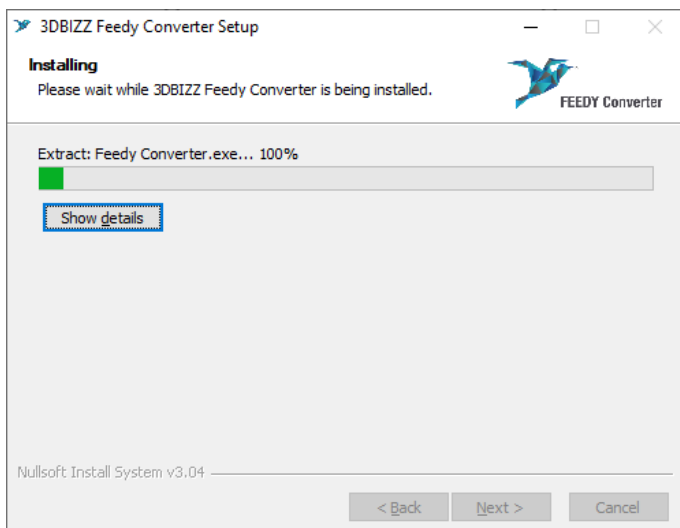 3DBIZZ Feedy Converter Setup
Installing
Please wait while 3DBIZZ Feedy Converter is being installed.
FEEDY Converter
Extract: Feedy Converter.exe... 100%
Show details
Nullsoft Install System v3.04
< Back Next > Cancel